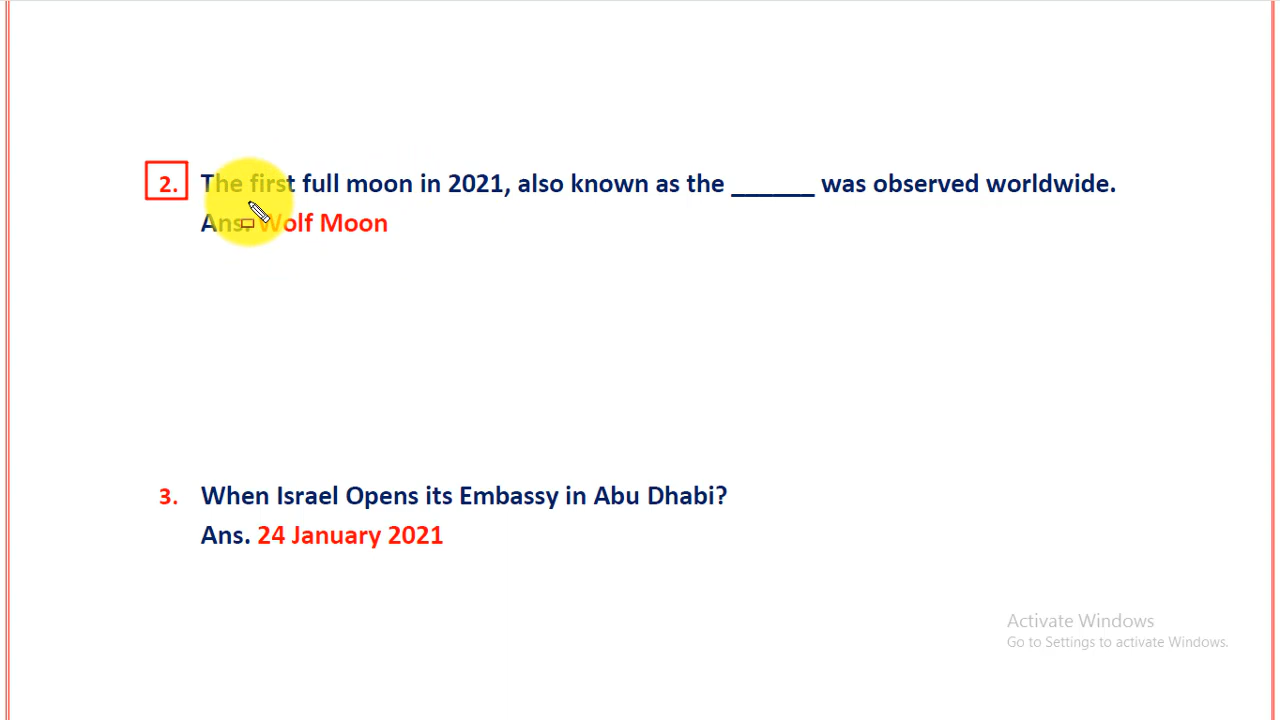 2. The first full moon in 2021, also known as the ______ was observed worldwide.
Ans. Wolf Moon
3. When Israel Opens its Embassy in Abu Dhabi?
Ans. 24 January 2021
Activate Windows
Go to Settings to activate Windows.